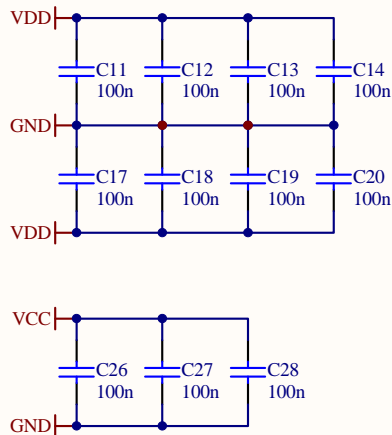 VDD
C11 C12 C13 C14
100n 100n 100n 100n
GND
C17 C18 C19 C20
100n 100n 100n 100n
VDD
VCC
C26 C27 C28
100n 100n 100n
GND